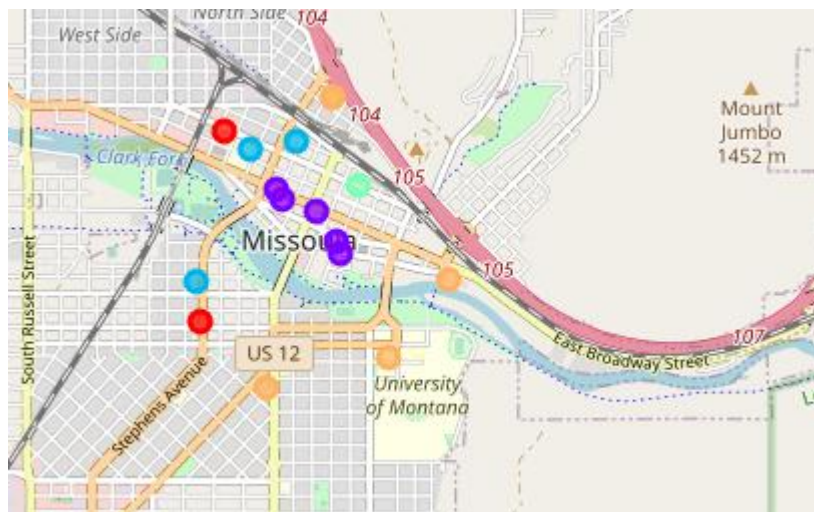 North Side
104
West Side
104
Mount
Jumbo
1452 m
Clark Fork
105
Missoula
105
South Russell Street
107
East Broadway Street
US 12
Stephens Avenue
University
of Montana